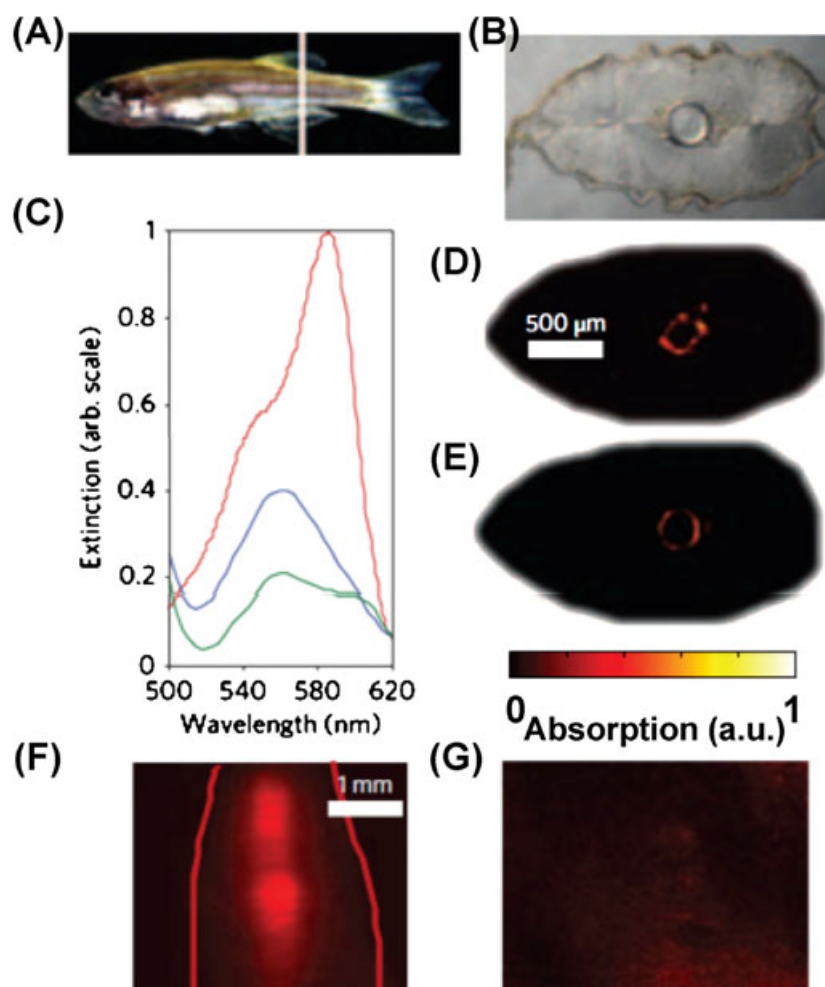 (A)
(B)
(C)
Extinction (arb. scale)
1
0.8
0.6
0.4
0.2
0
500 540 580 620
Wavelength (nm)
(D)
500 µm
(E)
0 Absorption (a.u.) 1
(F)
1 mm
(G)